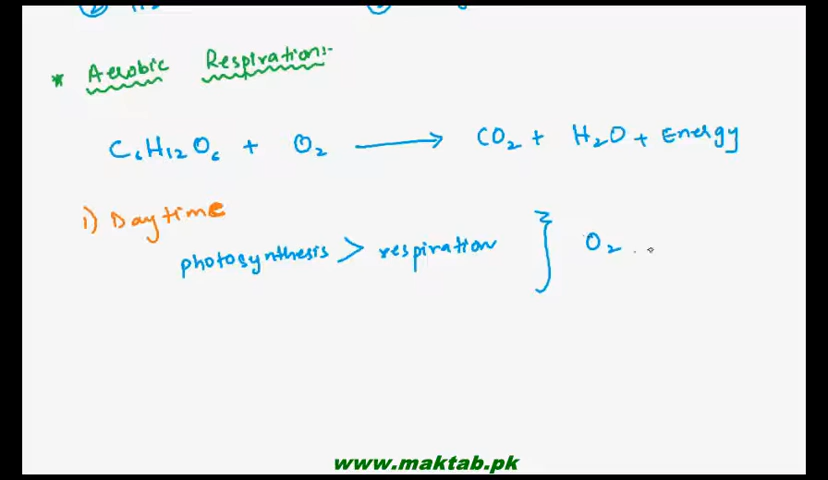 * Aerobic Respiration:-
C₆H₁₂O₆ + O₂ → CO₂ + H₂O + Energy
1) Daytime
photosynthesis > respiration } O₂
www.maktab.pk